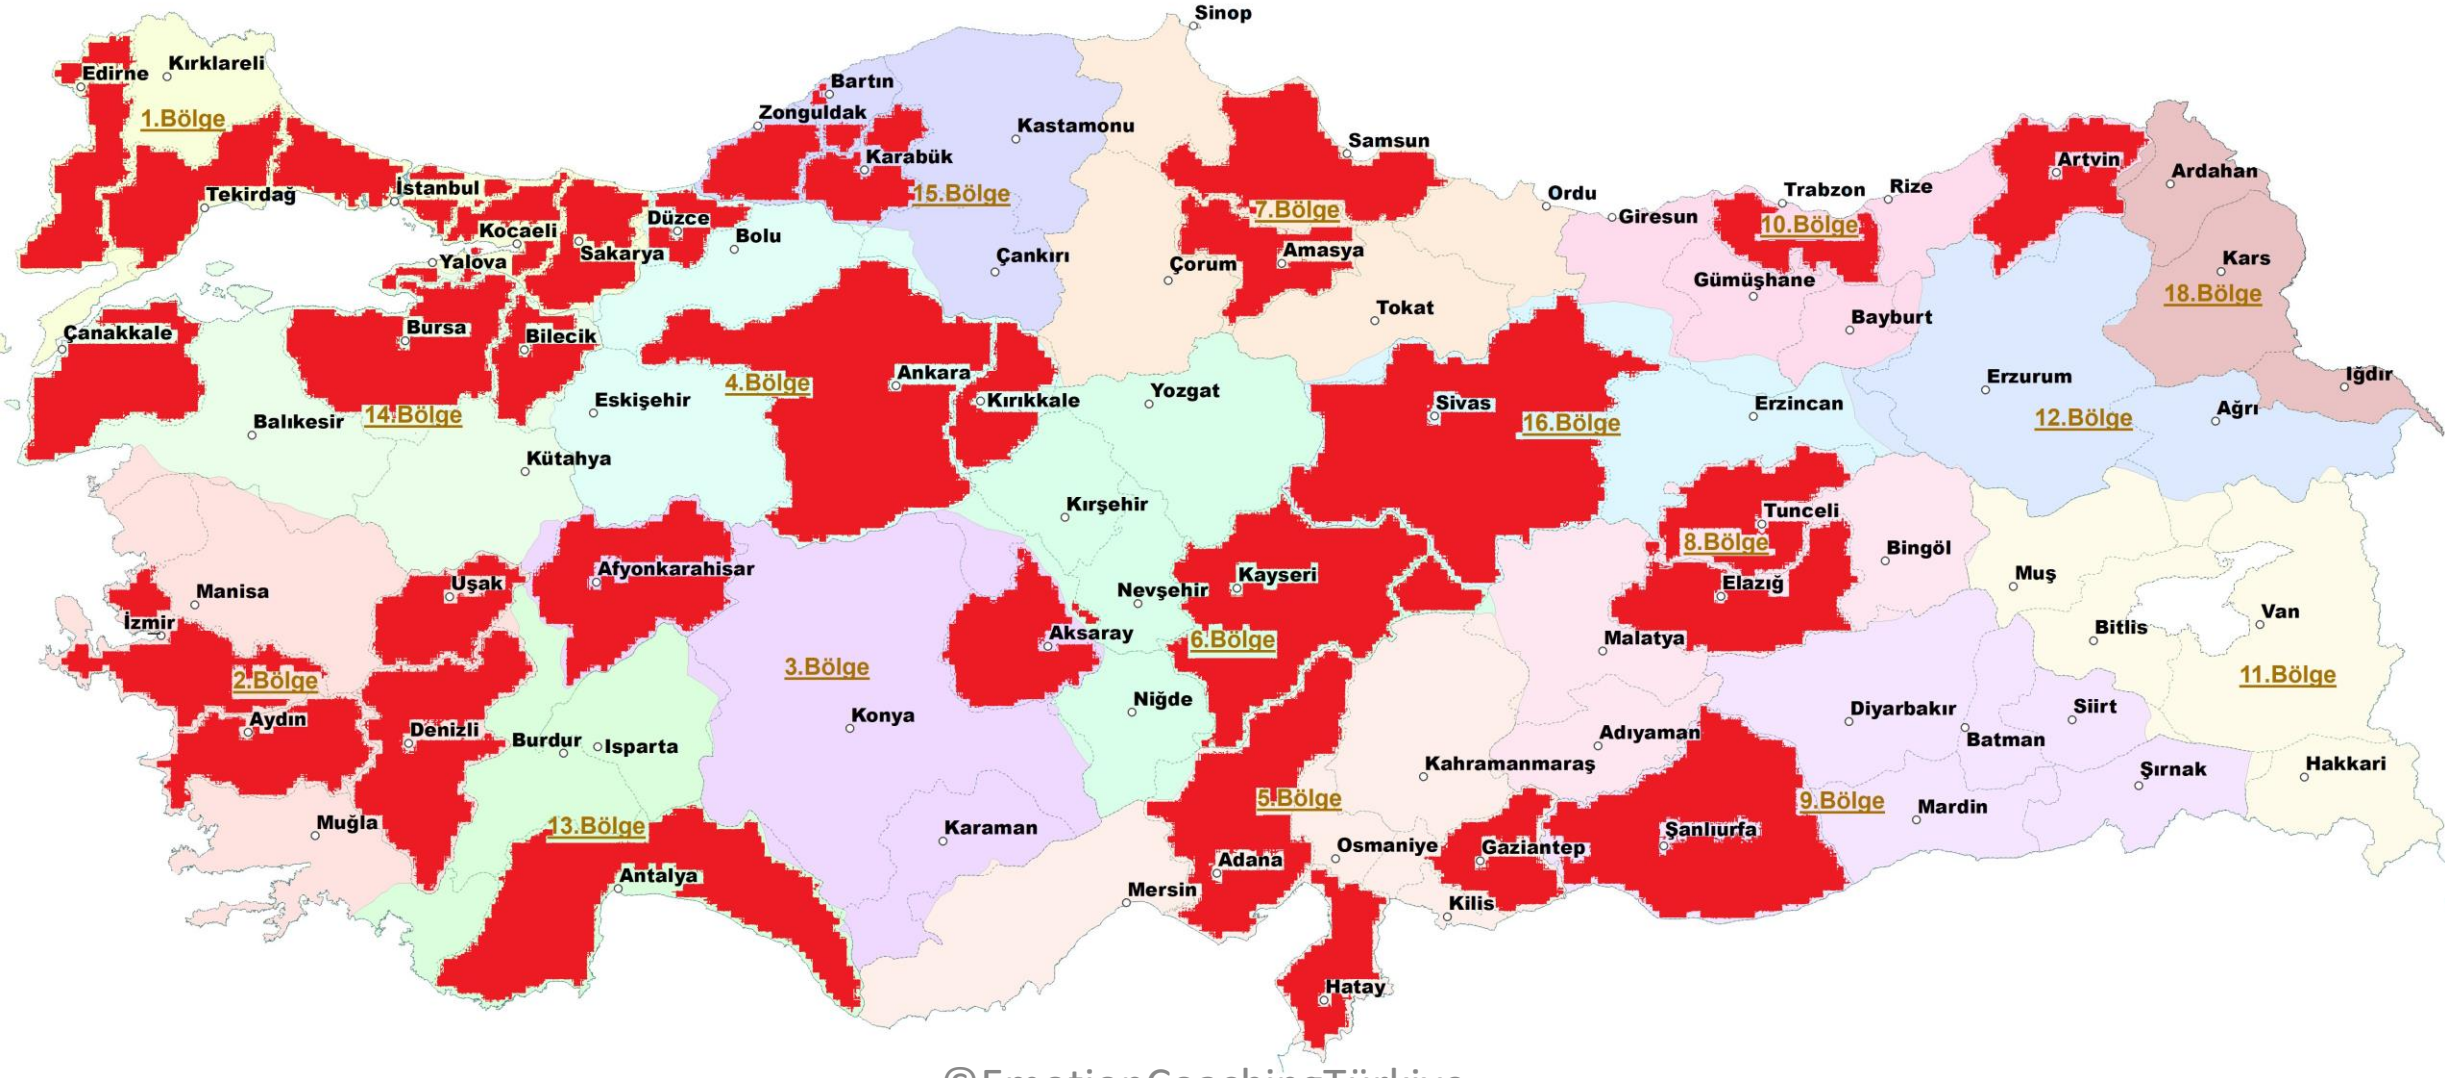 Sinop
Kırklareli
Edirne
1.Bölge
Bartın
Zonguldak
Kastamonu
Karabük
15.Bölge
Samsun
Artvin
Ardahan
Tekirdağ
İstanbul
Kocaeli
Düzce
Bolu
Sakarya
Yalova
Çankırı
7.Bölge
Amasya
Çorum
Tokat
Ordu
Giresun
Trabzon
Rize
10.Bölge
Gümüşhane
Bayburt
Kars
18.Bölge
Iğdır
Çanakkale
Bursa
Bilecik
Balıkesir
14.Bölge
Eskişehir
4.Bölge
Ankara
Kırıkkale
Yozgat
Sivas
16.Bölge
Erzincan
Erzurum
12.Bölge
Ağrı
Kütahya
Kırşehir
Tunceli
8.Bölge
Elazığ
Bingöl
Muş
Bitlis
Van
11.Bölge
Manisa
İzmir
Uşak
Afyonkarahisar
Nevşehir
Kayseri
Aksaray
6.Bölge
Malatya
2.Bölge
Aydın
Denizli
Burdur
Isparta
3.Bölge
Konya
Niğde
Adıyaman
Kahramanmaraş
Diyarbakır
Batman
Siirt
Şırnak
Hakkari
Muğla
13.Bölge
Antalya
Karaman
Mersin
5.Bölge
Adana
Osmaniye
Gaziantep
Kilis
Şanlıurfa
9.Bölge
Mardin
Hatay
©EmotionCoachingTürkiye